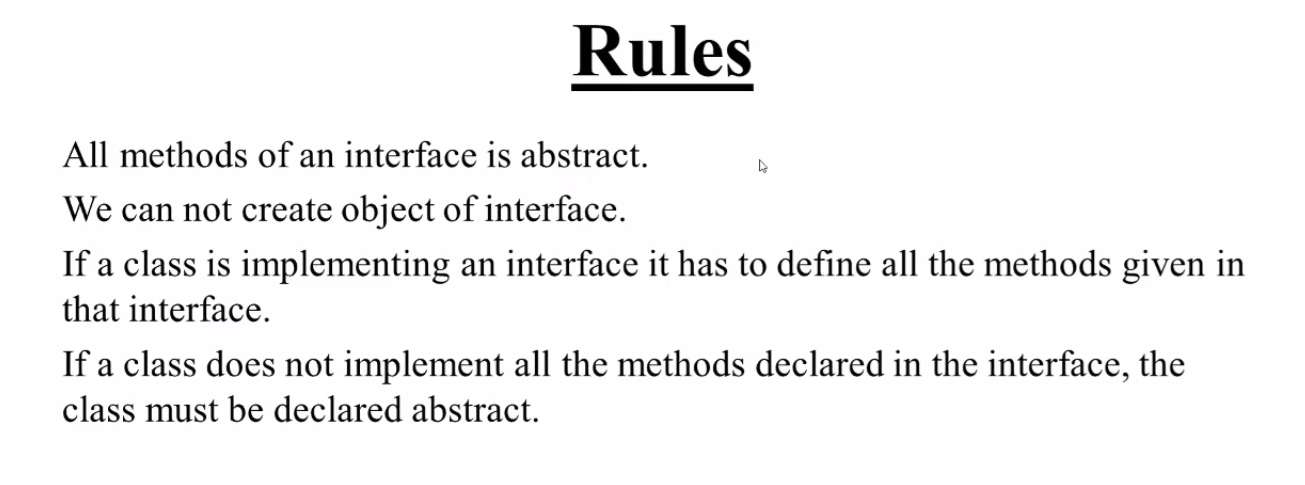 Rules
All methods of an interface is abstract.
We can not create object of interface.
If a class is implementing an interface it has to define all the methods given in
that interface.
If a class does not implement all the methods declared in the interface, the
class must be declared abstract.